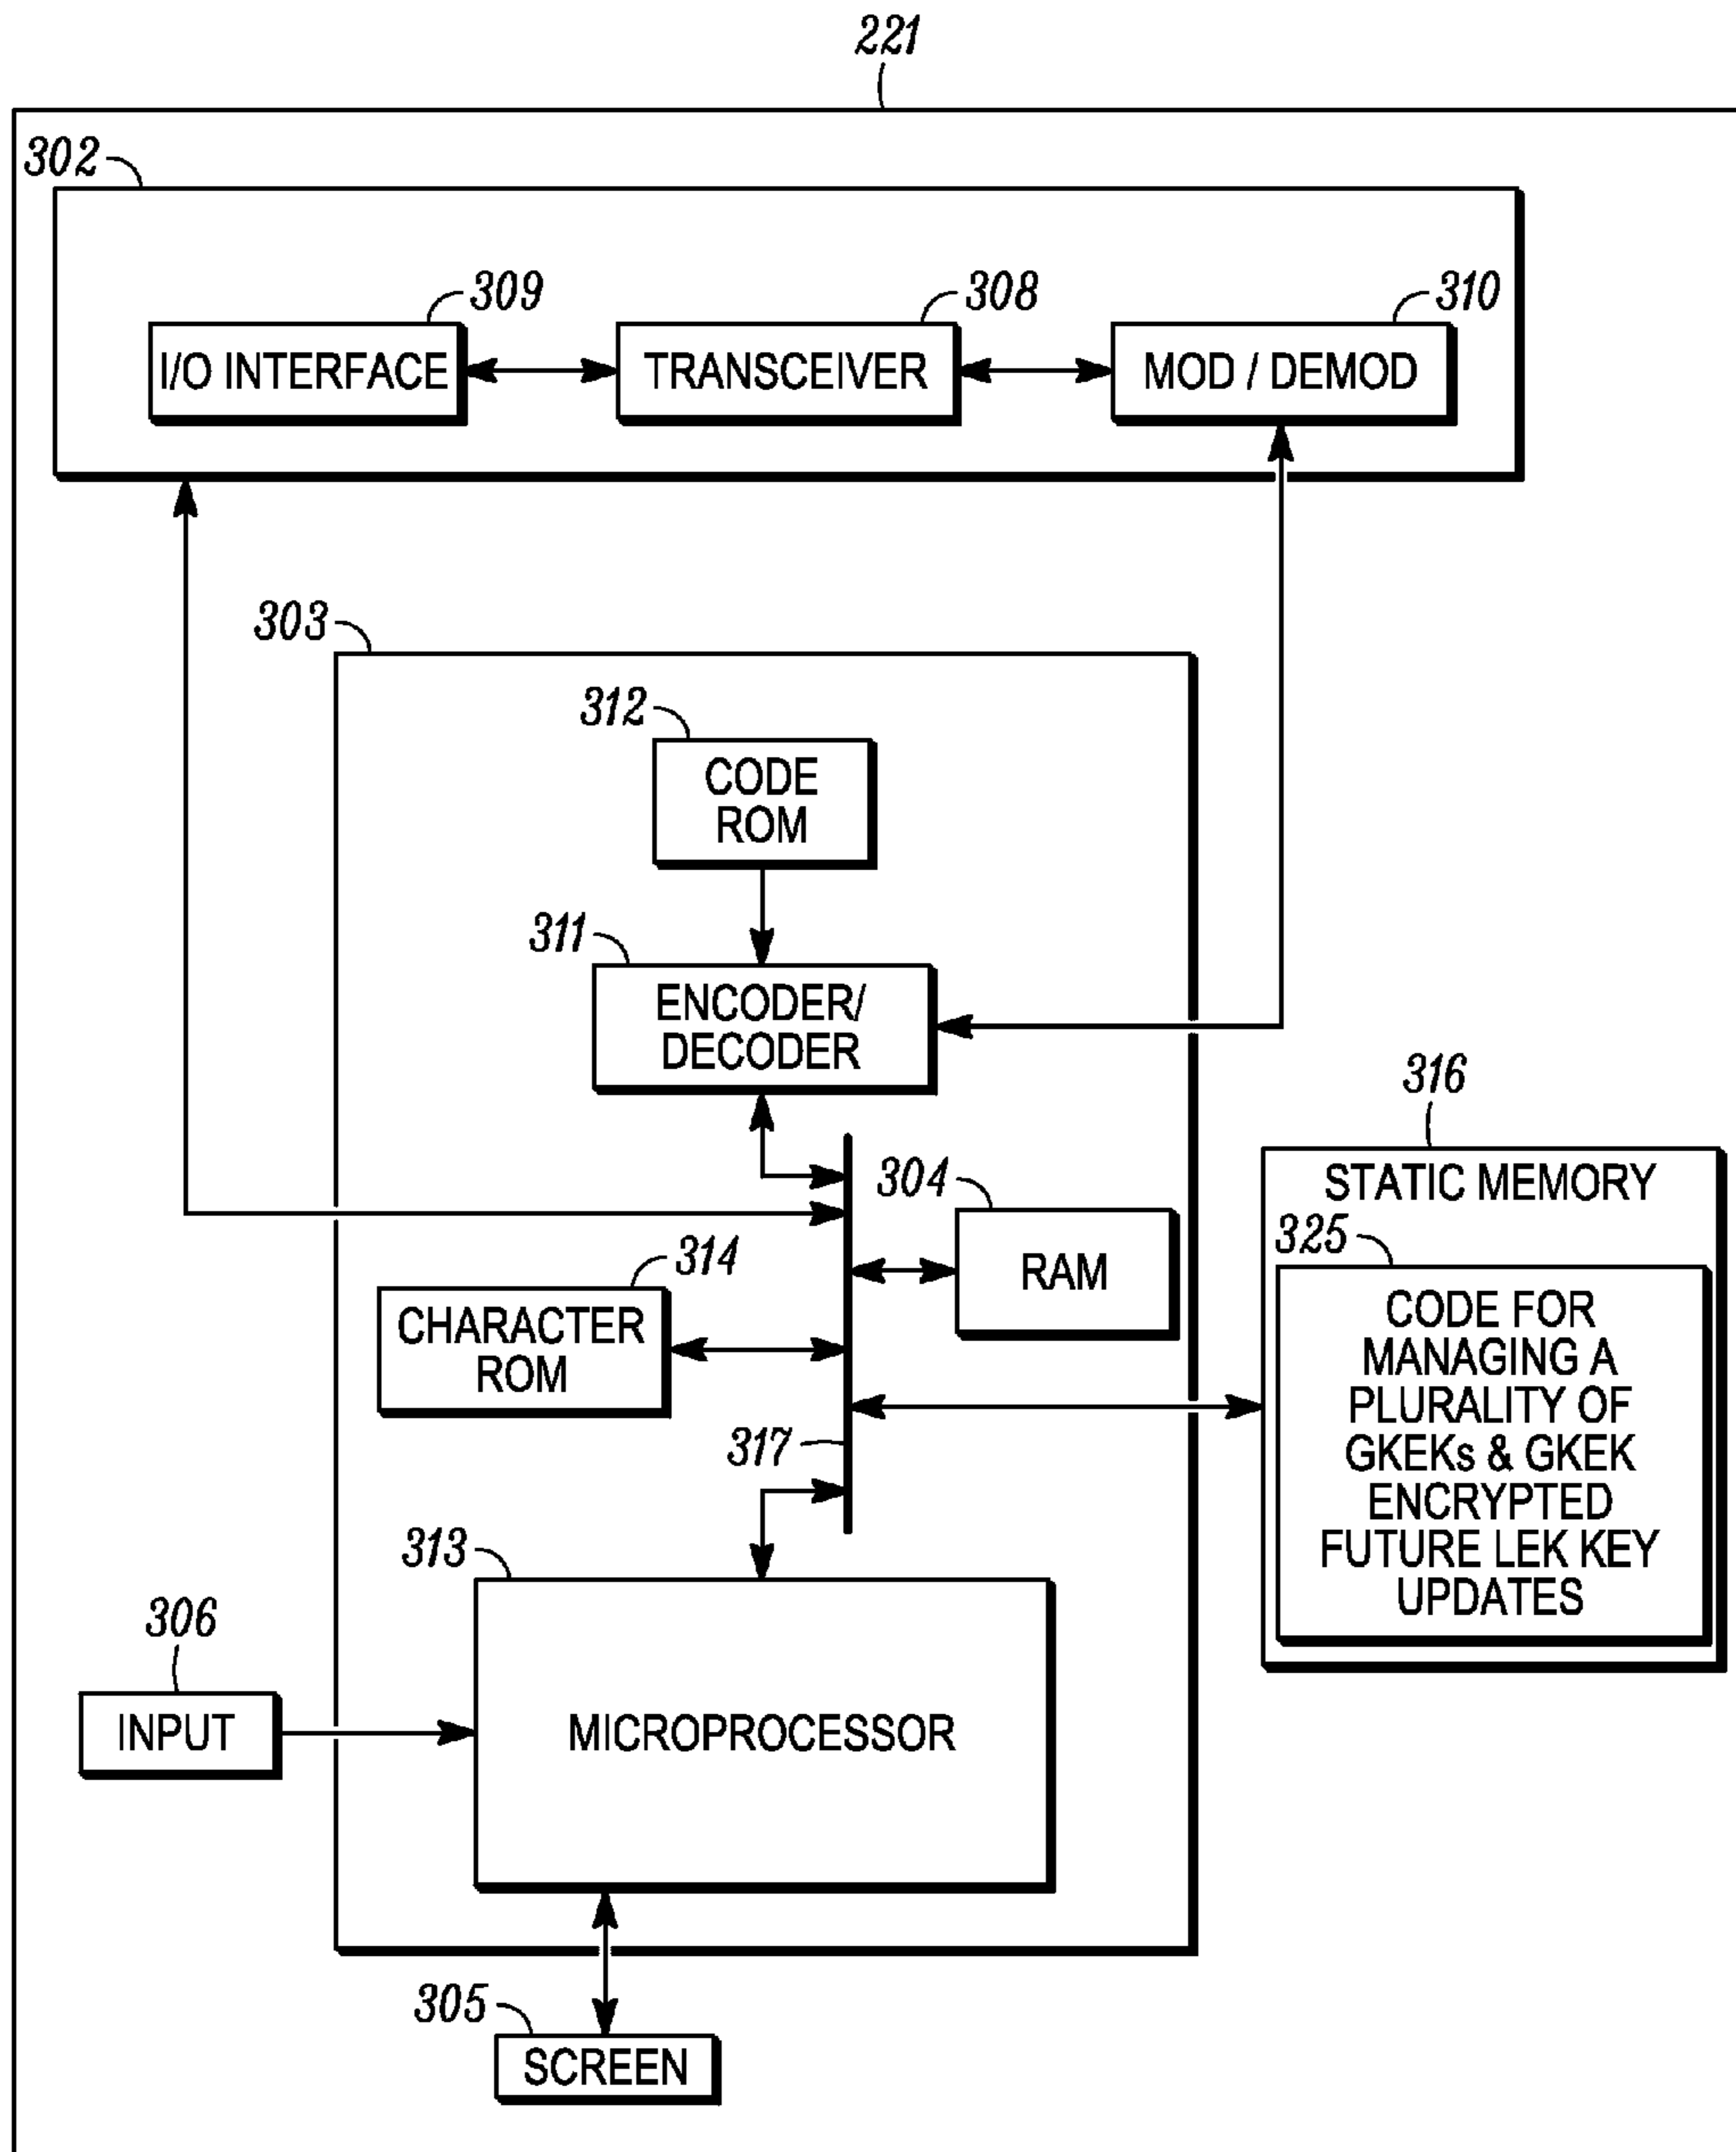 221
302
309
308
310
I/O INTERFACE
TRANSCEIVER
MOD / DEMOD
303
312
CODE
ROM
311
ENCODER/
DECODER
316
STATIC MEMORY
304
325
RAM
314
CHARACTER
ROM
CODE FOR
MANAGING A
PLURALITY OF
GKEKs & GKEK
ENCRYPTED
FUTURE LEK KEY
UPDATES
317
313
306
INPUT
MICROPROCESSOR
305
SCREEN